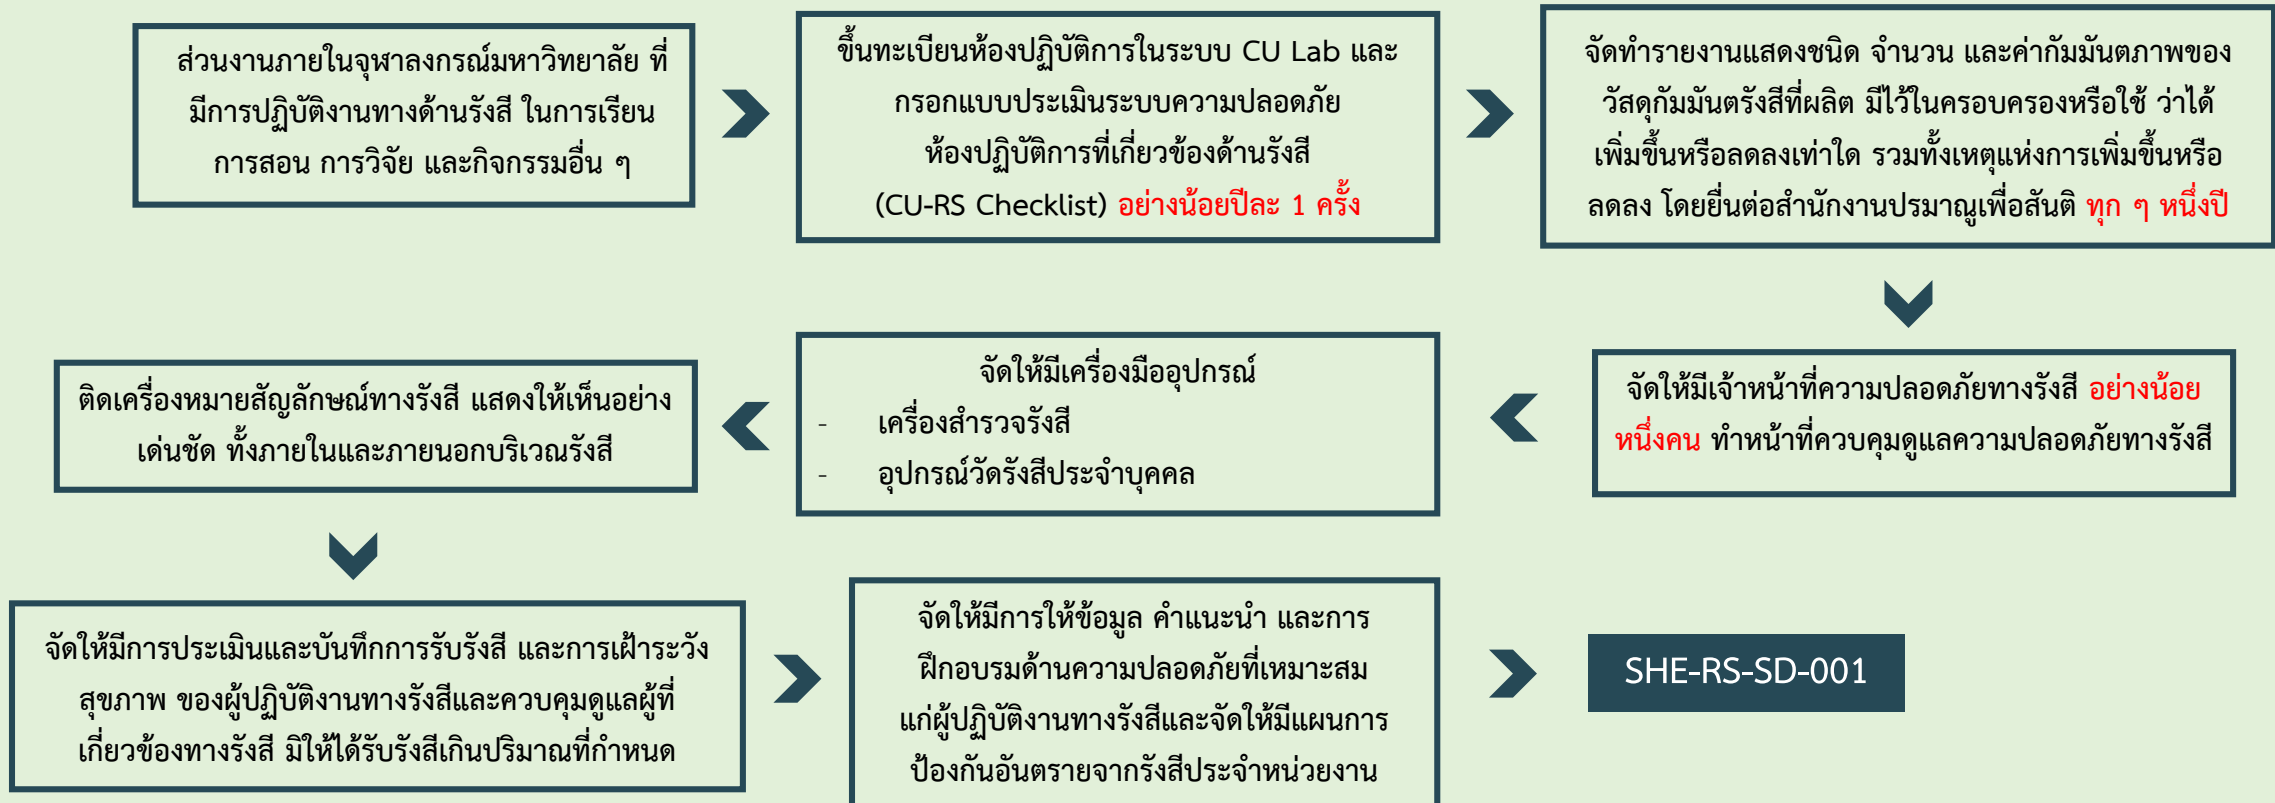 ส่วนงานภายในจุฬาลงกรณ์มหาวิทยาลัย ที่
มีการปฏิบัติงานทางด้านรังสี ในการเรียน
การสอน การวิจัย และกิจกรรมอื่น ๆ
ขึ้นทะเบียนห้องปฏิบัติการในระบบ CU Lab และ
กรอกแบบประเมินระบบความปลอดภัย
ห้องปฏิบัติการที่เกี่ยวข้องด้านรังสี
(CU-RS Checklist) อย่างน้อยปีละ 1 ครั้ง
จัดทำรายงานแสดงชนิด จำนวน และค่ากัมมันตภาพของ
วัสดุกัมมันตรังสีที่ผลิต มีไว้ในครอบครองหรือใช้ ว่าได้
เพิ่มขึ้นหรือลดลงเท่าใด รวมทั้งเหตุแห่งการเพิ่มขึ้นหรือ
ลดลง โดยยื่นต่อสำนักงานปรมาณูเพื่อสันติ ทุก ๆ หนึ่งปี
จัดให้มีเจ้าหน้าที่ความปลอดภัยทางรังสี อย่างน้อย
หนึ่งคน ทำหน้าที่ควบคุมดูแลความปลอดภัยทางรังสี
จัดให้มีเครื่องมืออุปกรณ์
- เครื่องสำรวจรังสี
- อุปกรณ์วัดรังสีประจำบุคคล
ติดเครื่องหมายสัญลักษณ์ทางรังสี แสดงให้เห็นอย่าง
เด่นชัด ทั้งภายในและภายนอกบริเวณรังสี
จัดให้มีการประเมินและบันทึกการรับรังสี และการเฝ้าระวัง
สุขภาพ ของผู้ปฏิบัติงานทางรังสีและควบคุมดูแลผู้ที่
เกี่ยวข้องทางรังสี มิให้ได้รับรังสีเกินปริมาณที่กำหนด
จัดให้มีการให้ข้อมูล คำแนะนำ และการ
ฝึกอบรมด้านความปลอดภัยที่เหมาะสม
แก่ผู้ปฏิบัติงานทางรังสีและจัดให้มีแผนการ
ป้องกันอันตรายจากรังสีประจำหน่วยงาน
SHE-RS-SD-001